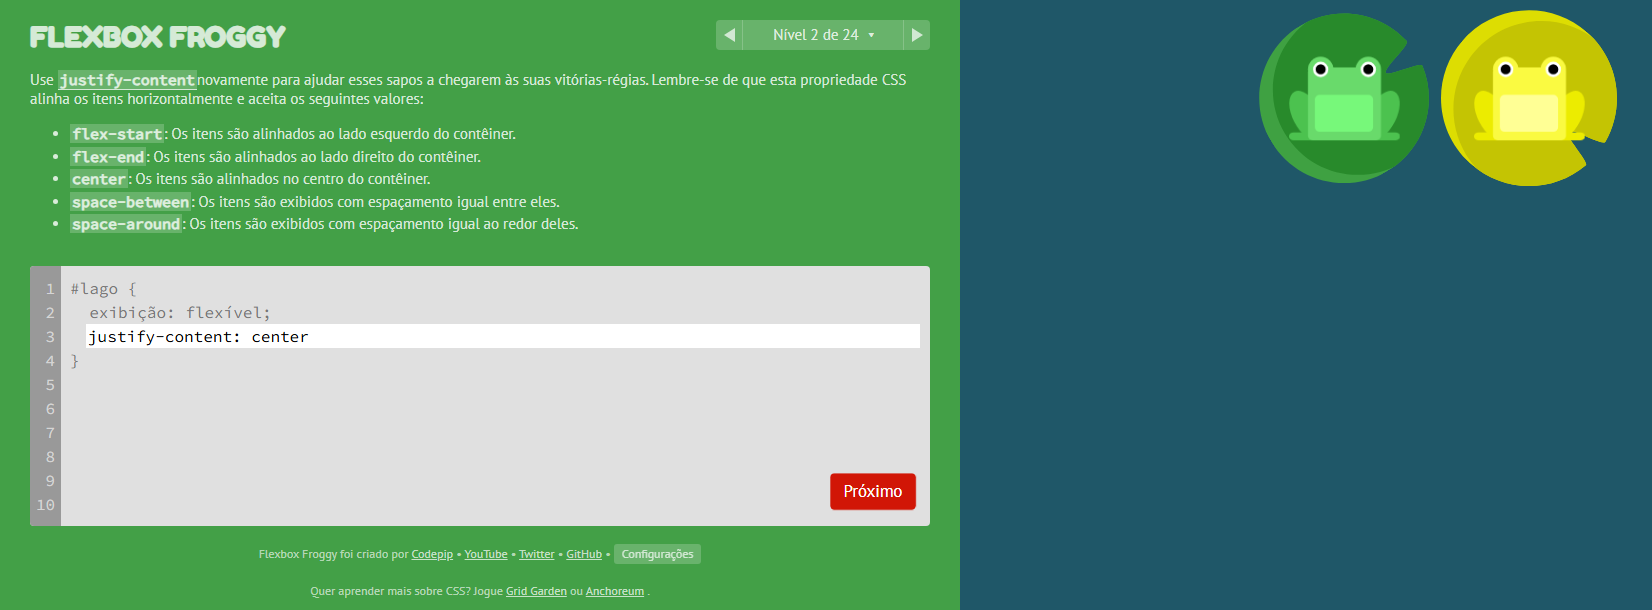 FLEXBOX FROGGY
Nível 2 de 24
Use justify-content novamente para ajudar esses sapos a chegarem às suas vitórias-régias. Lembre-se de que esta propriedade CSS
alinha os itens horizontalmente e aceita os seguintes valores:
• flex-start: Os itens são alinhados ao lado esquerdo do contêiner.
• flex-end: Os itens são alinhados ao lado direito do contêiner.
• center: Os itens são alinhados no centro do contêiner.
• space-between: Os itens são exibidos com espaçamento igual entre eles.
• space-around: Os itens são exibidos com espaçamento igual ao redor deles.
1 #lago {
2 exibição: flexível;
3 justify-content: center
4 }
5
6
7
8
9
10
Próximo
Flexbox Froggy foi criado por Codepip • YouTube • Twitter • GitHub • Configurações
Quer aprender mais sobre CSS? Jogue Grid Garden ou Anchoreum .